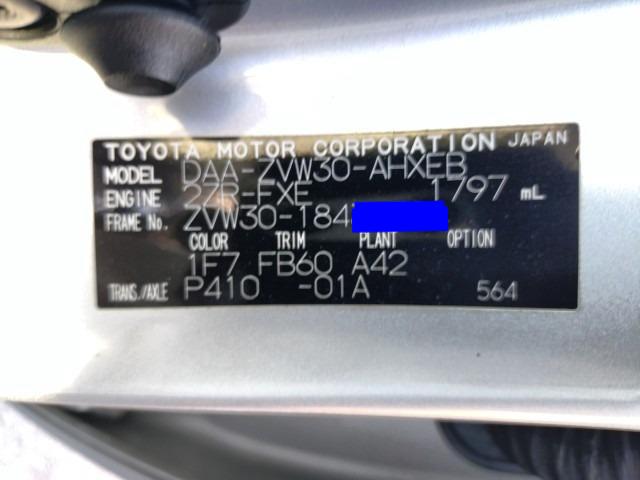 TOYOTA MOTOR CORPORATION JAPAN
MODEL DAA-ZVW30-AHXEB
ENGINE 2ZR-FXE 1797 mL
FRAME No. ZVW30-184
COLOR TRIM PLANT OPTION
1F7 FB60 A42
TRANS./AXLE P410 -01A 564